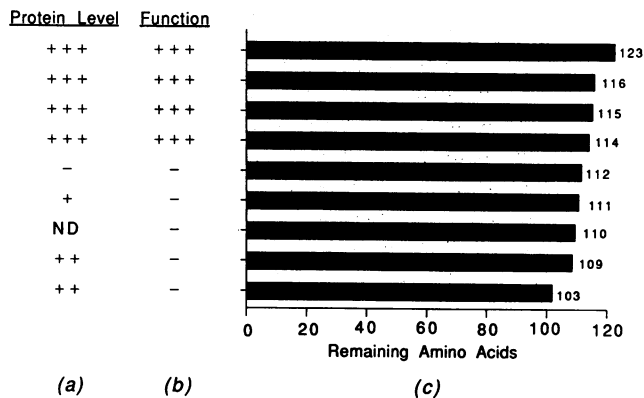 Protein Level Function
+++ +++ 123
+++ +++ 116
+++ +++ 115
+++ +++ 114
– – 112
+ – 111
ND – 110
++ – 109
++ – 103
0 20 40 60 80 100 120
Remaining Amino Acids
(a) (b) (c)